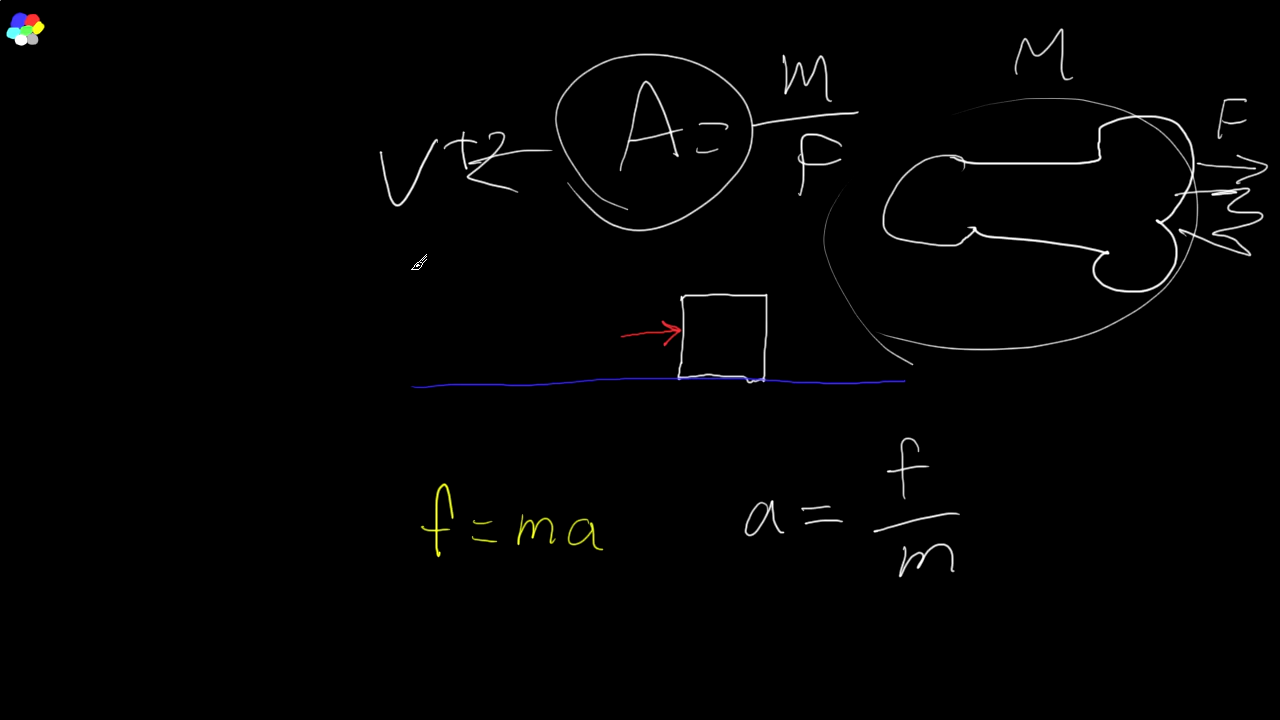 M
V += A = M/F
F
f = ma
a = f/m